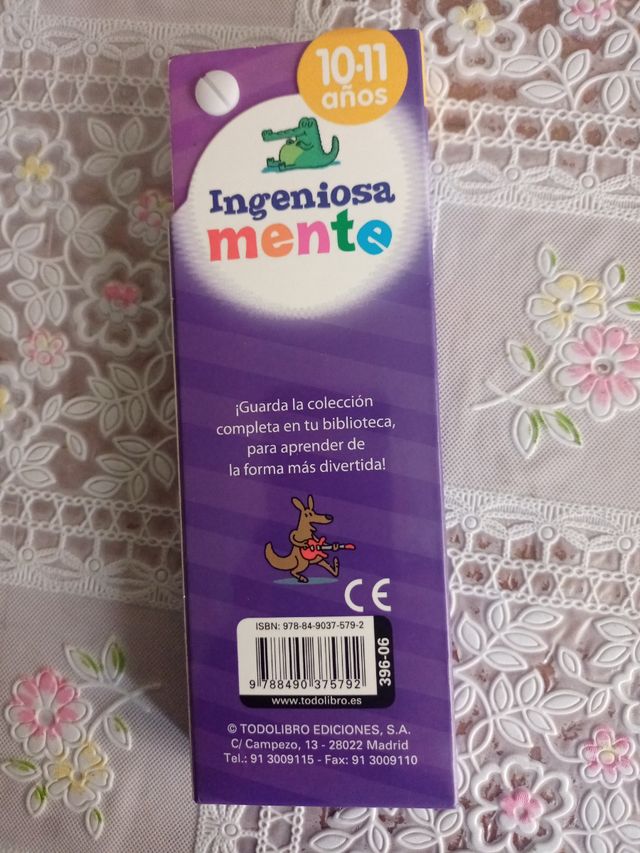 10-11
años
Ingeniosa
mente
¡Guarda la colección
completa en tu biblioteca,
para aprender de
la forma más divertida!
CE
ISBN: 978-84-9037-579-2
9 788490 375792
396-06
www.todolibro.es
© TODOLIBRO EDICIONES, S.A.
C/ Campezo, 13 - 28022 Madrid
Tel.: 91 3009115 - Fax: 91 3009110